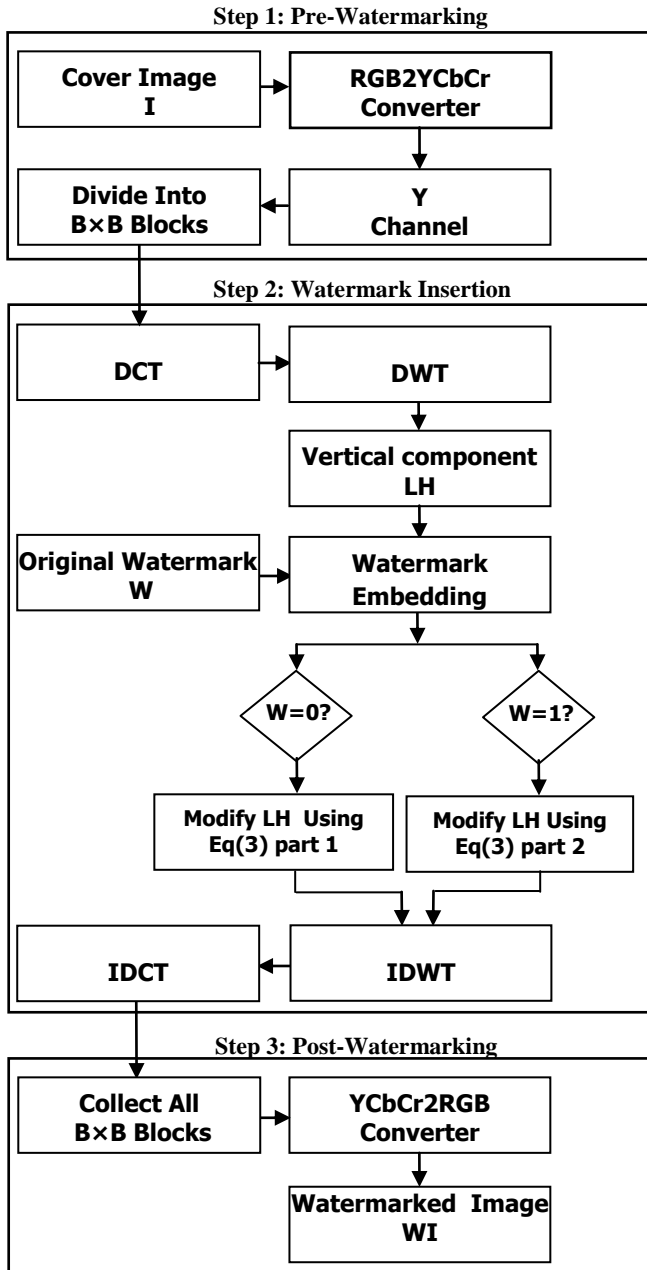 Step 1: Pre-Watermarking
Cover Image
I
RGB2YCbCr
Converter
Divide Into
B×B Blocks
Y
Channel
Step 2: Watermark Insertion
DCT
DWT
Vertical component
LH
Original Watermark
W
Watermark
Embedding
W=0?
W=1?
Modify LH Using
Eq(3) part 1
Modify LH Using
Eq(3) part 2
IDCT
IDWT
Step 3: Post-Watermarking
Collect All
B×B Blocks
YCbCr2RGB
Converter
Watermarked Image
WI